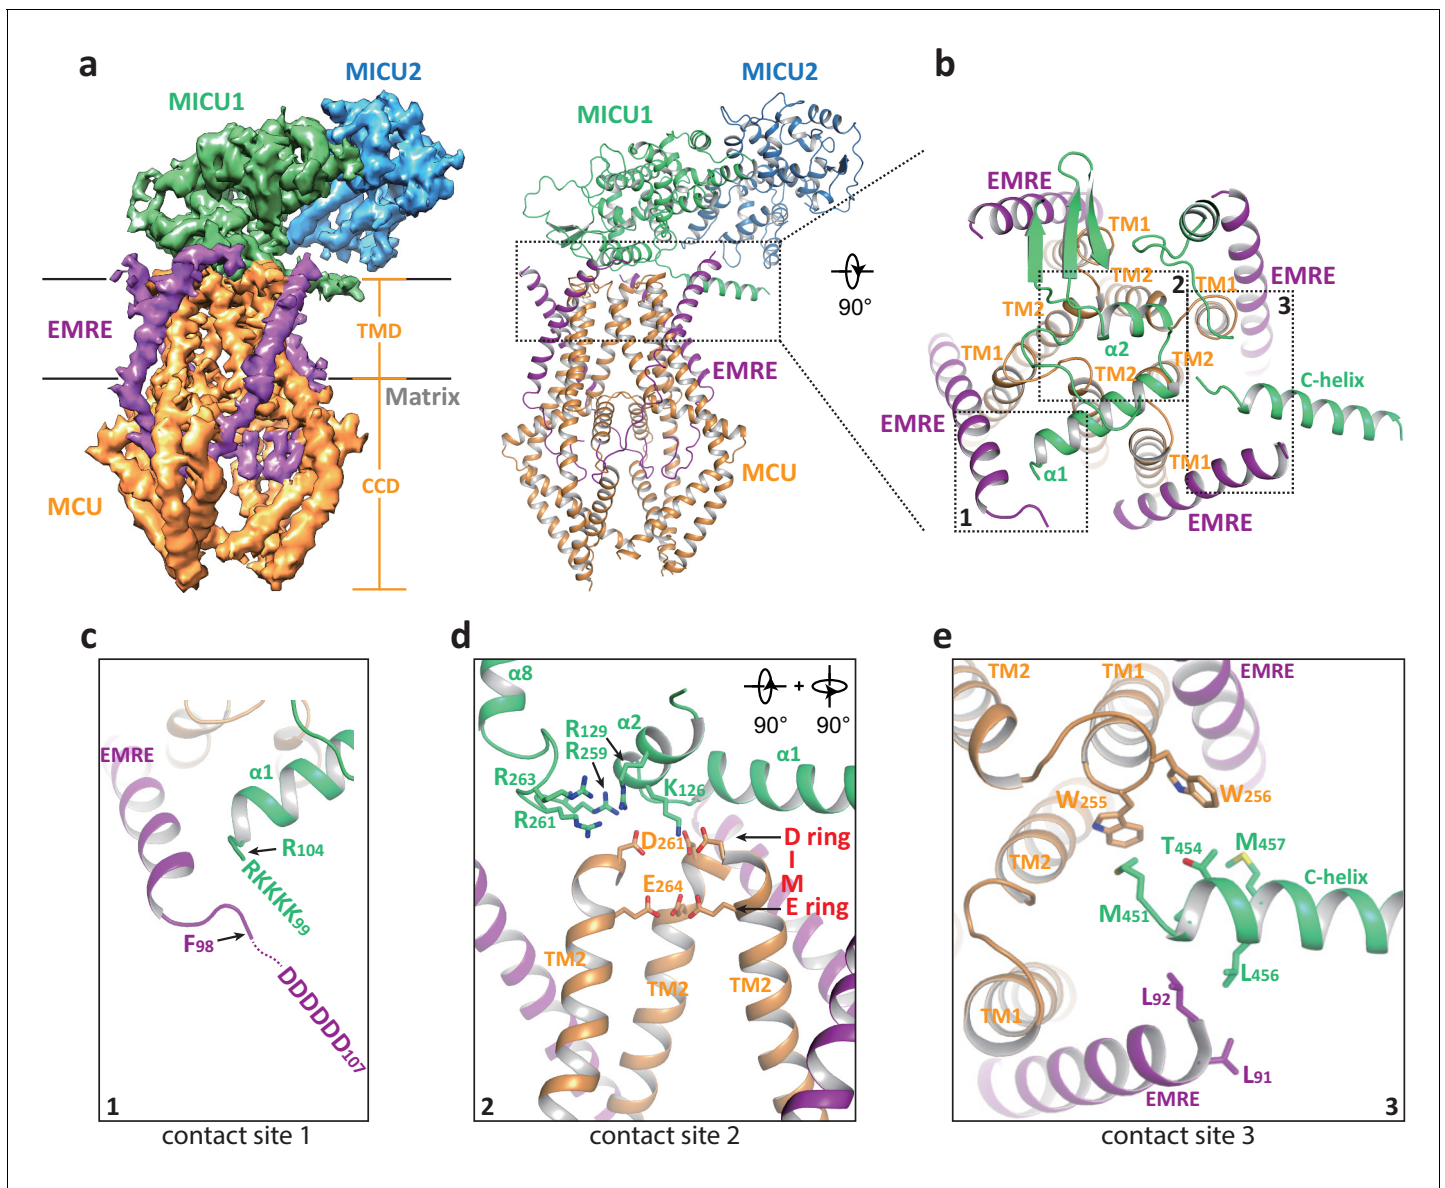 a
MICU2
MICU1
EMRE
TMD
Matrix
MCU
CCD
MICU2
MICU1
EMRE
MCU
90°
b
EMRE
TM1
TM2
2
TM1
EMRE
3
TM2
α2
TM1
TM2
TM2
C-helix
EMRE
α1
TM1
1
EMRE
c
EMRE
α1
R104
RKKKK99
F98
DDDDDD107
1
contact site 1
d
α8
90° + 90°
R129
α2
R259
R263
K126
α1
R261
D261
D ring
I
M
E264
E ring
TM2
TM2
TM2
2
contact site 2
e
TM2
TM1
EMRE
W255
W256
TM2
T454
M457
C-helix
M451
L456
L92
TM1
L91
EMRE
3
contact site 3